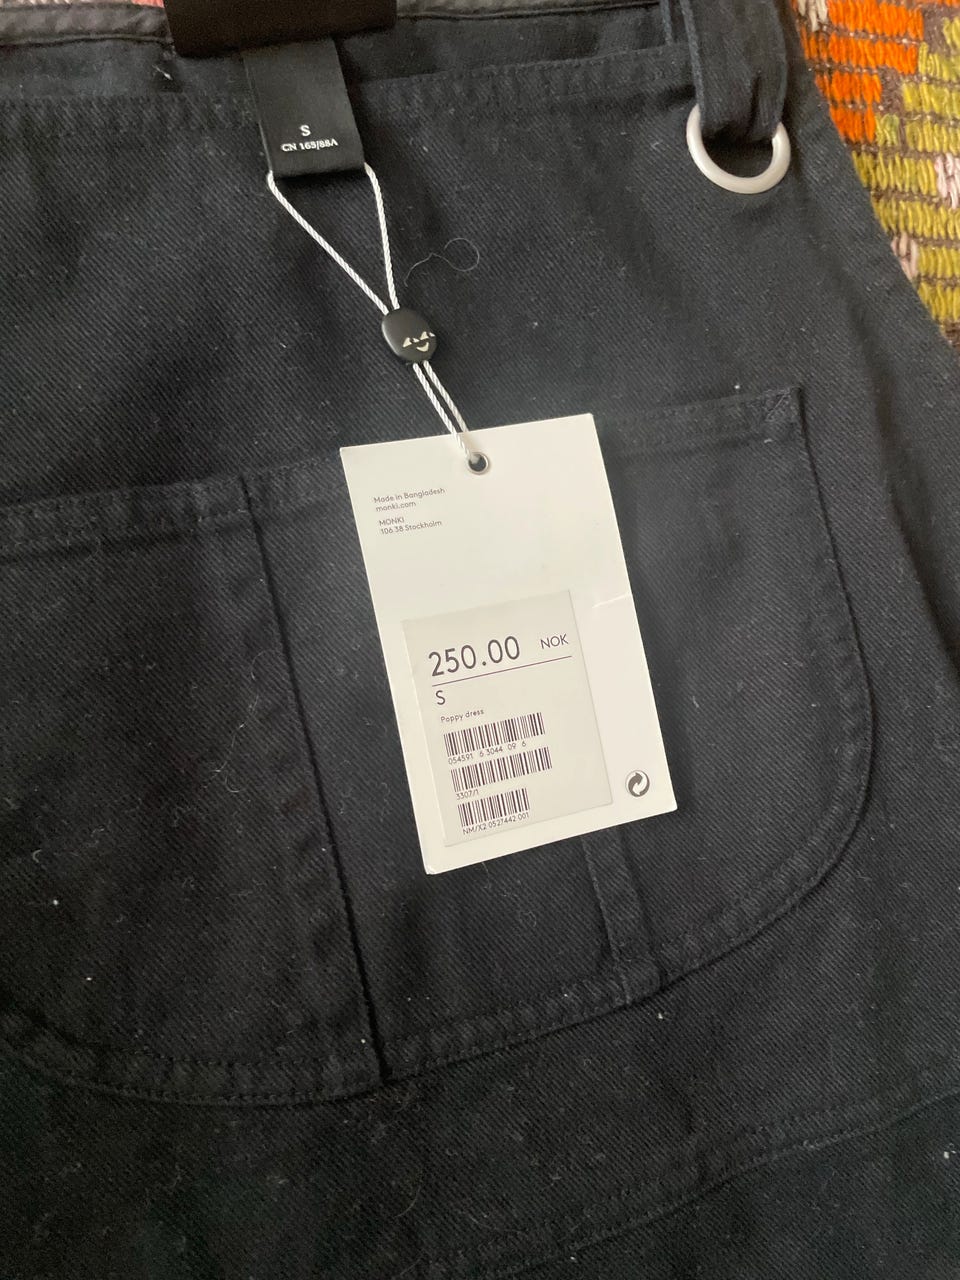 S
CN 165/88A
Made in Bangladesh
monki.com
MONKI
106 38 Stockholm
250.00 NOK
S
Poppy dress
054591 6 3044 09 6
3307/1
NM/X2 0527442 001